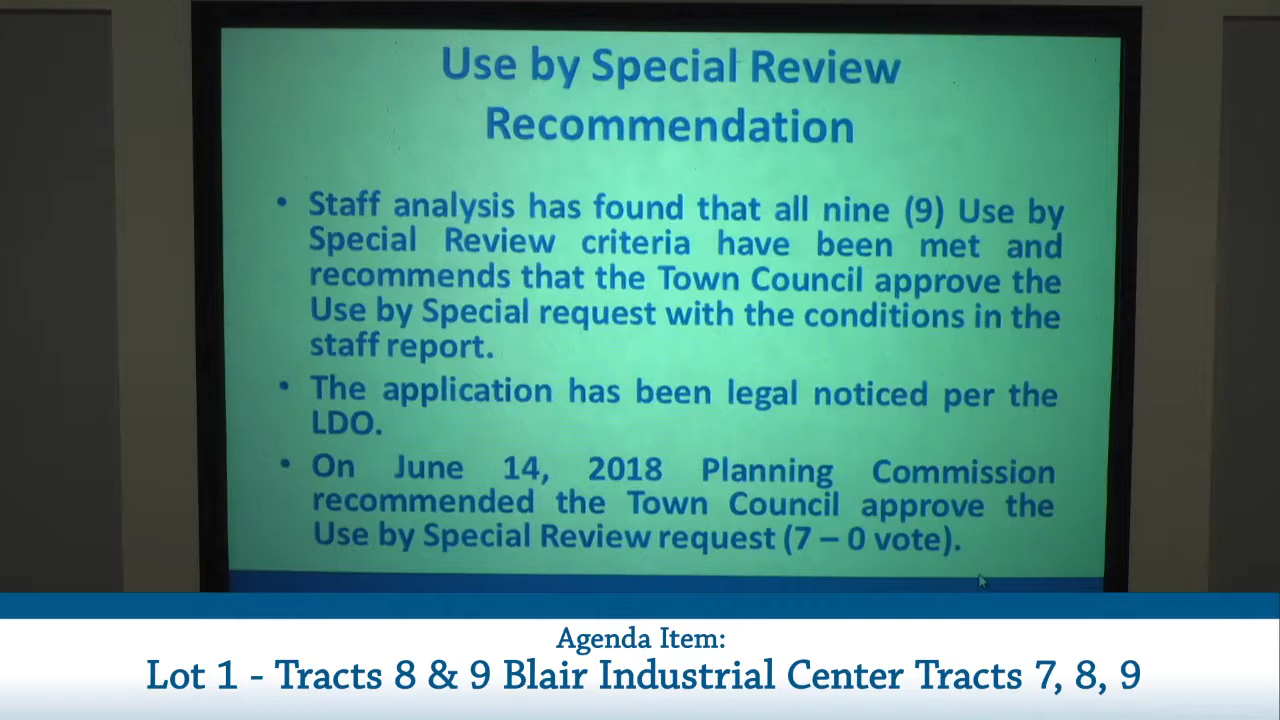 Use by Special Review
Recommendation
• Staff analysis has found that all nine (9) Use by
Special Review criteria have been met and
recommends that the Town Council approve the
Use by Special request with the conditions in the
staff report.
• The application has been legal noticed per the
LDO.
• On June 14, 2018 Planning Commission
recommended the Town Council approve the
Use by Special Review request (7 – 0 vote).
Agenda Item:
Lot 1 - Tracts 8 & 9 Blair Industrial Center Tracts 7, 8, 9